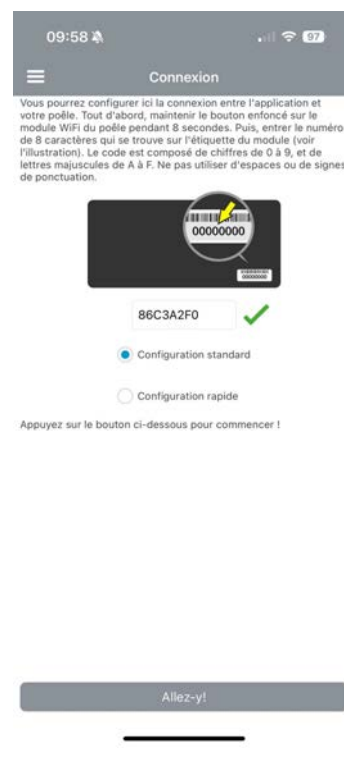 09:58
97
Connexion
Vous pourrez configurer ici la connexion entre l'application et
votre poêle. Tout d'abord, maintenir le bouton enfoncé sur le
module WiFi du poêle pendant 8 secondes. Puis, entrer le numéro
de 8 caractères qui se trouve sur l'étiquette du module (voir
l'illustration). Le code est composé de chiffres de 0 à 9, et de
lettres majuscules de A à F. Ne pas utiliser d'espaces ou de signes
de ponctuation.
00000000
00000000
86C3A2F0
Configuration standard
Configuration rapide
Appuyez sur le bouton ci-dessous pour commencer !
Allez-y!